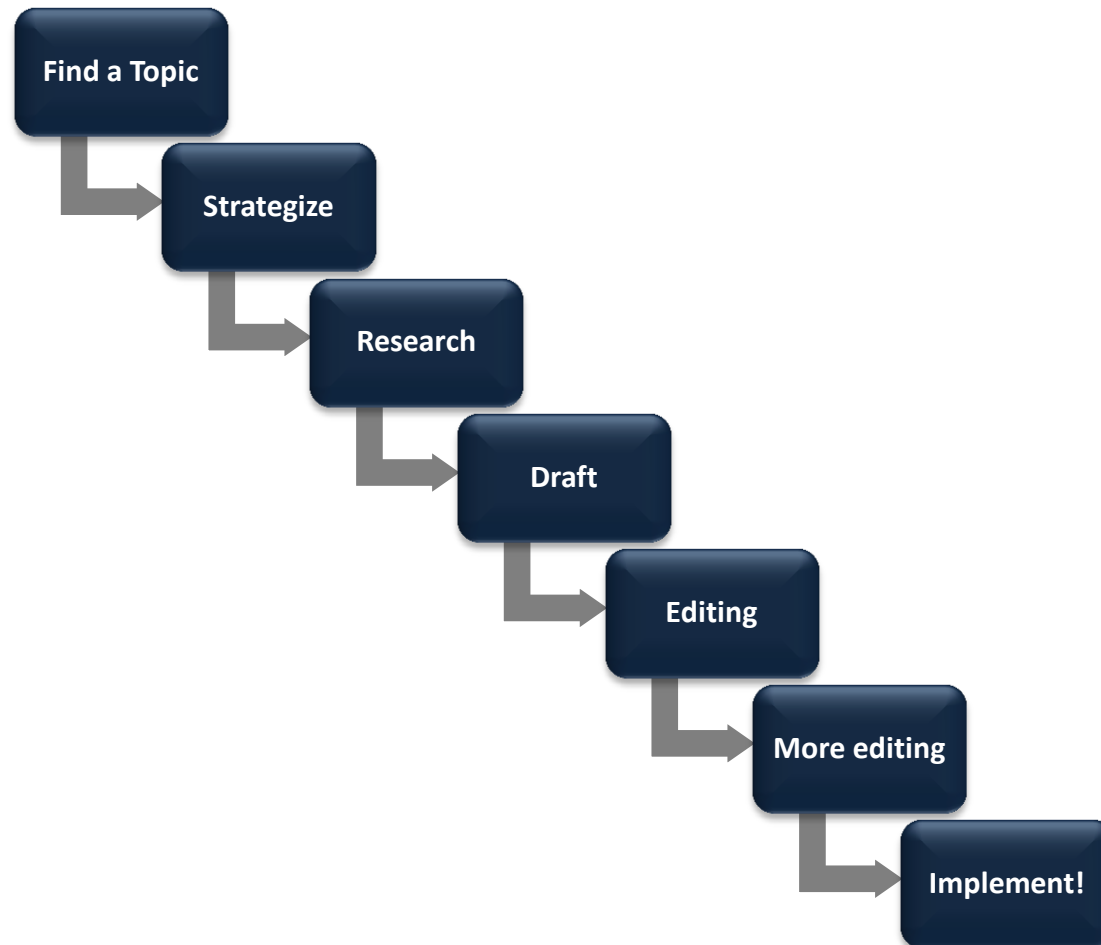 Find a Topic
Strategize
Research
Draft
Editing
More editing
Implement!